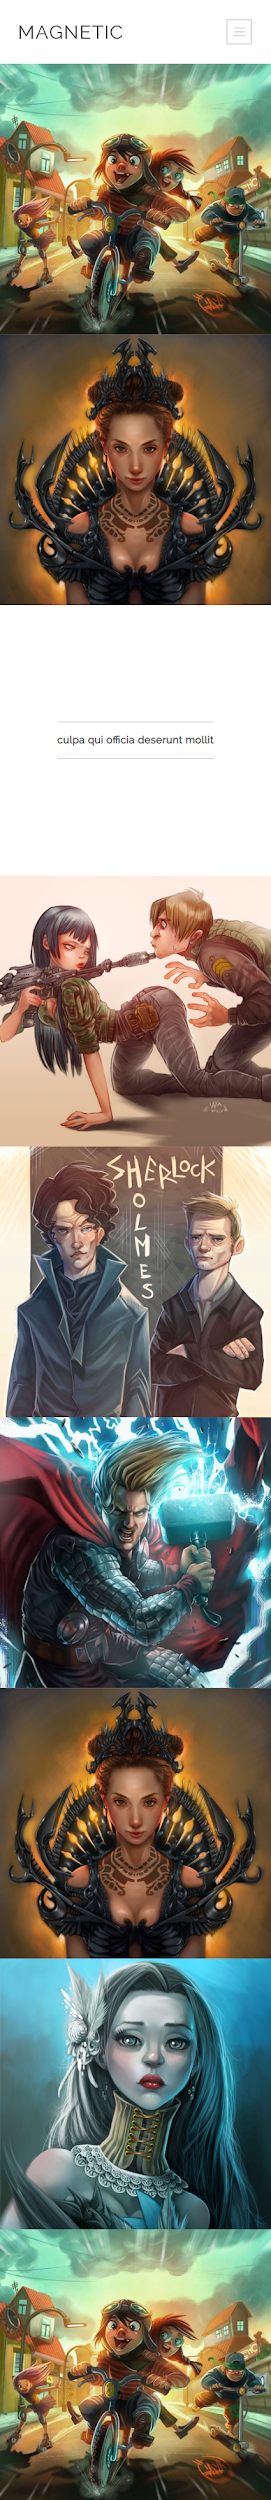 MAGNETIC
culpa qui officia deserunt mollit
SHERLOCK
HOLMES